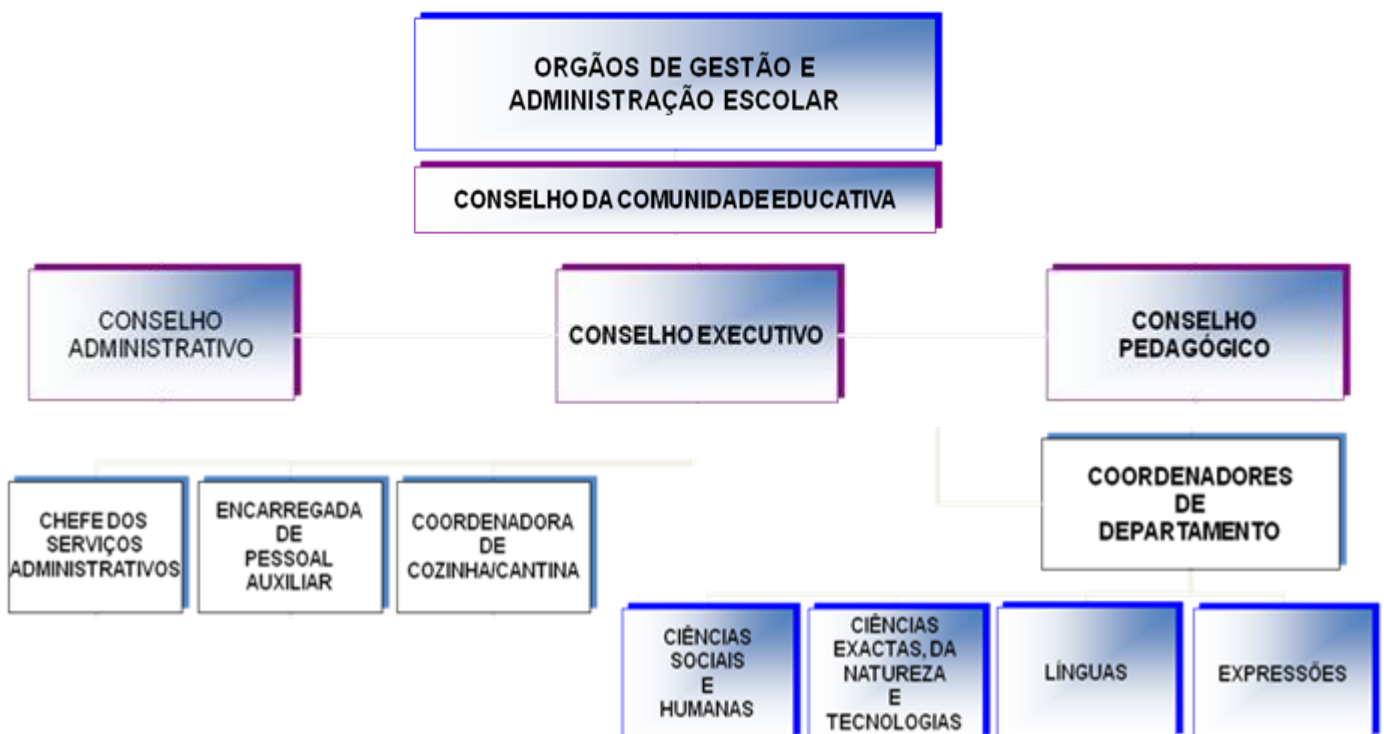 ORGÃOS DE GESTÃO E
ADMINISTRAÇÃO ESCOLAR
CONSELHO DA COMUNIDADE EDUCATIVA
CONSELHO
ADMINISTRATIVO
CONSELHO EXECUTIVO
CONSELHO
PEDAGÓGICO
CHEFE DOS
SERVIÇOS
ADMINISTRATIVOS
ENCARREGADA
DE
PESSOAL
AUXILIAR
COORDENADORA
DE
COZINHA/CANTINA
COORDENADORES
DE
DEPARTAMENTO
CIÊNCIAS
SOCIAIS
E
HUMANAS
CIÊNCIAS
EXACTAS, DA
NATUREZA
E
TECNOLOGIAS
LÍNGUAS
EXPRESSÕES